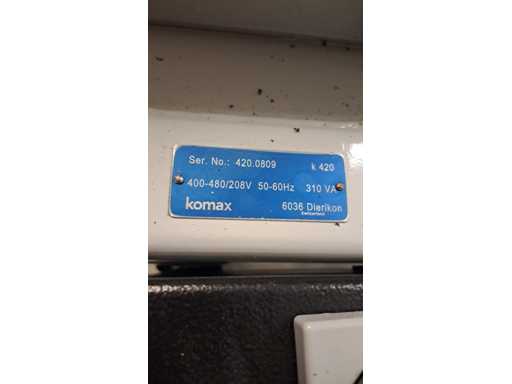 Ser. No.: 420.0809 k 420
400-480/208V 50-60Hz 310 VA
komax 6036 Dierikon
Switzerland